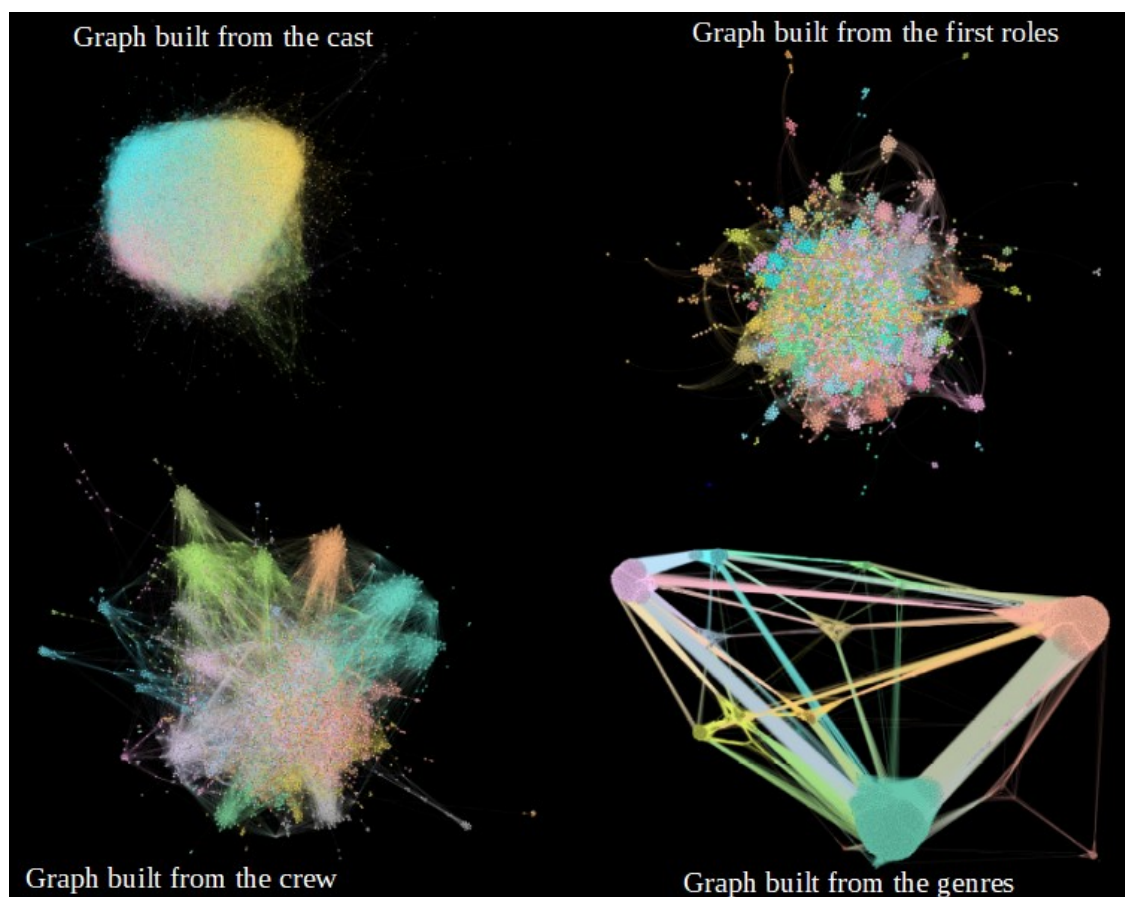 Graph built from the cast
Graph built from the first roles
Graph built from the crew
Graph built from the genres